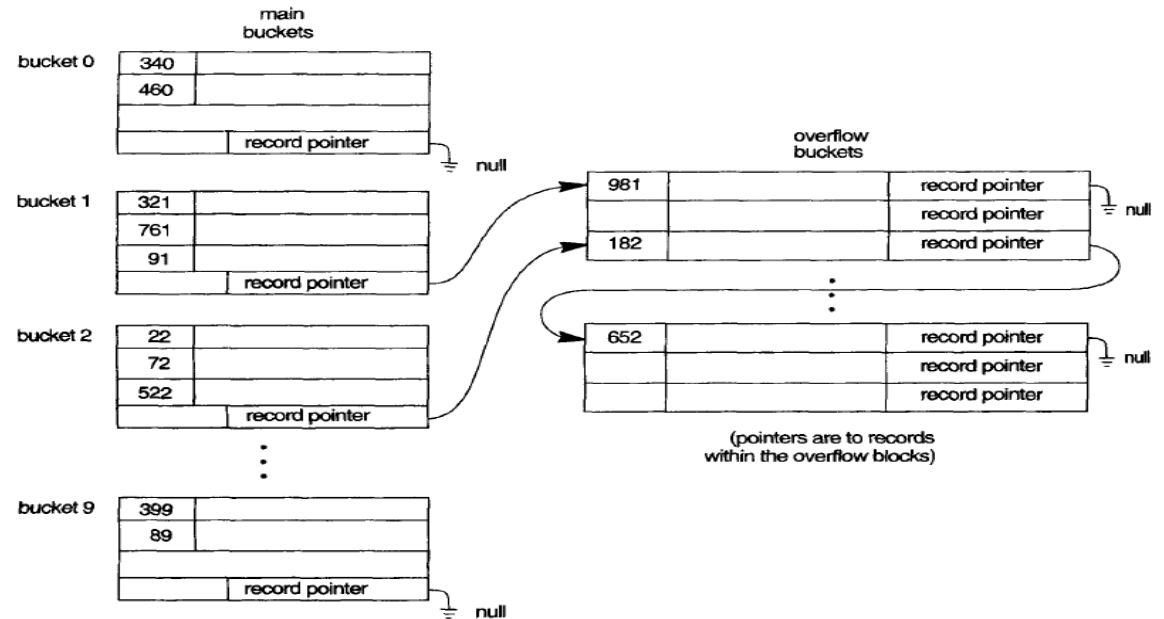 main
buckets
bucket 0
340
460
record pointer
null
bucket 1
321
761
91
record pointer
bucket 2
22
72
522
record pointer
bucket 9
399
89
record pointer
null
overflow
buckets
981
record pointer
null
record pointer
182
record pointer
652
record pointer
null
record pointer
record pointer
(pointers are to records
within the overflow blocks)